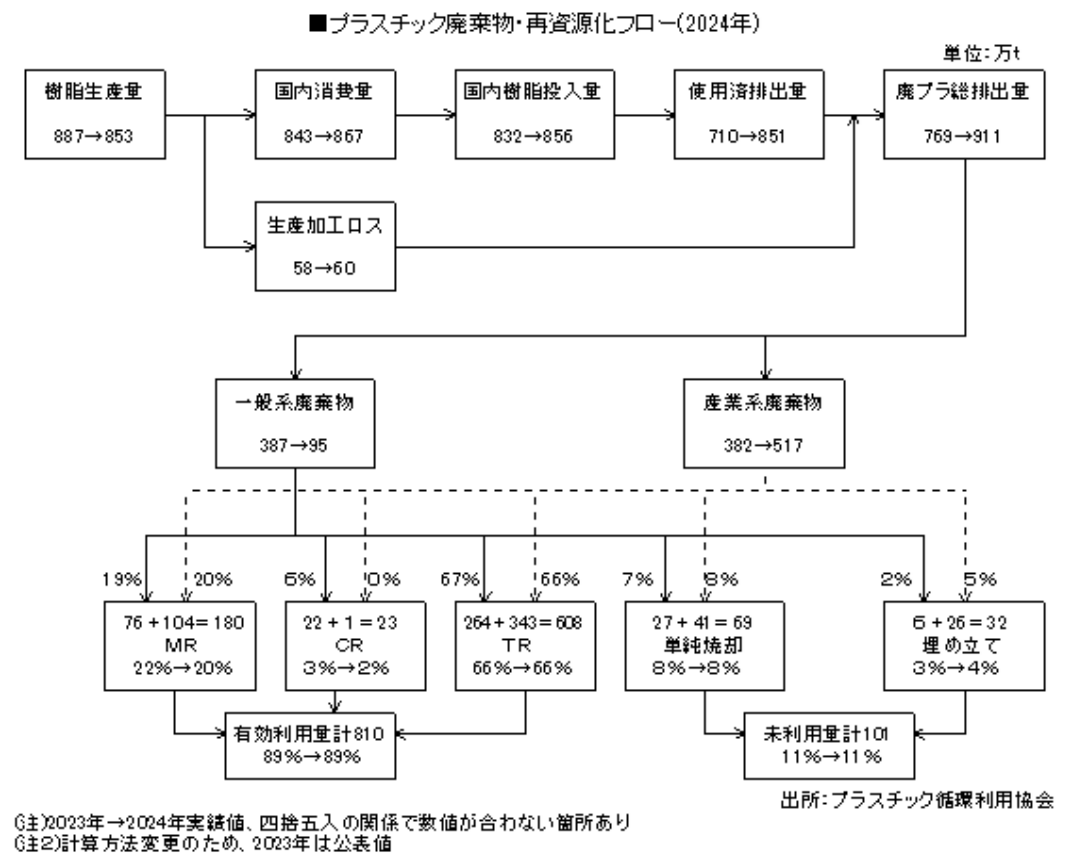 ■プラスチック廃棄物・再資源化フロー(2024年)
単位:万t
樹脂生産量
887→853
国内消費量
843→867
国内樹脂投入量
832→856
使用済排出量
710→851
廃プラ総排出量
769→911
生産加工ロス
58→60
一般系廃棄物
387→95
産業系廃棄物
382→517
19% 20% 6% 0% 67% 66% 7% 8% 2% 5%
76+104=180
MR
22%→20%
22+1=23
CR
3%→2%
264+343=608
TR
66%→66%
27+41=69
単純焼却
8%→8%
6+26=32
埋め立て
3%→4%
有効利用量計810
89%→89%
未利用量計101
11%→11%
出所:プラスチック循環利用協会
(注)2023年→2024年実績値、四捨五入の関係で数値が合わない箇所あり
(注2)計算方法変更のため、2023年は公表値